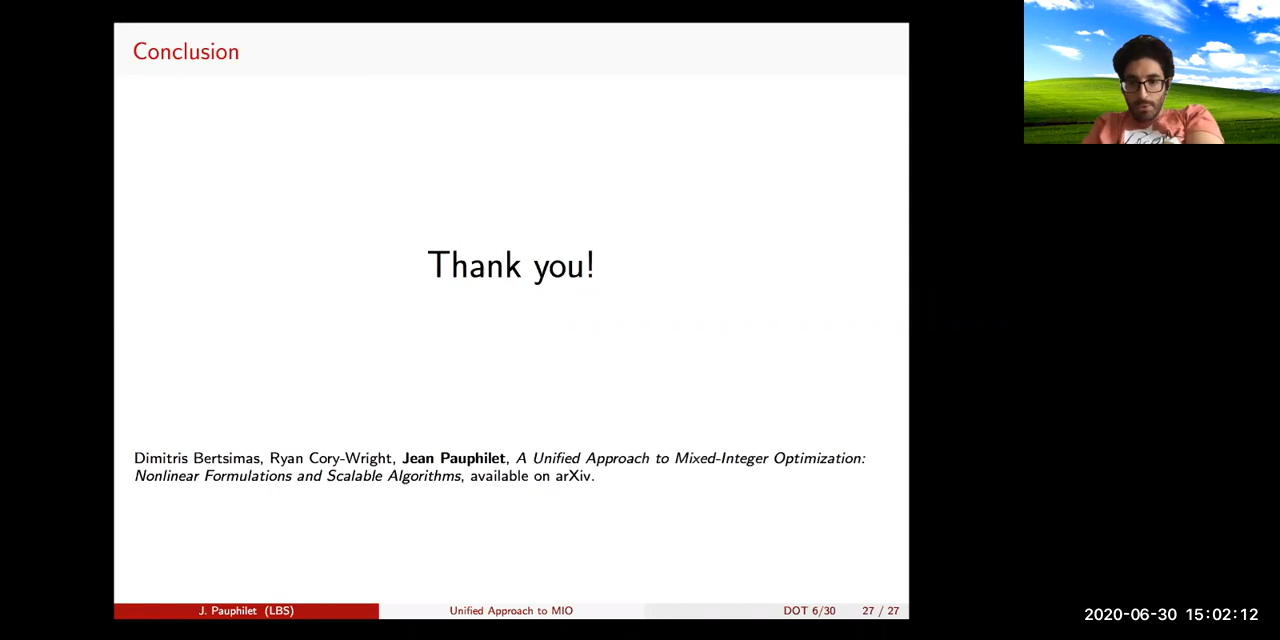 Conclusion
Thank you!
Dimitris Bertsimas, Ryan Cory-Wright, Jean Pauphilet, A Unified Approach to Mixed-Integer Optimization:
Nonlinear Formulations and Scalable Algorithms, available on arXiv.
J. Pauphilet (LBS)
Unified Approach to MIO
DOT 6/30
27 / 27
2020-06-30 15:02:12